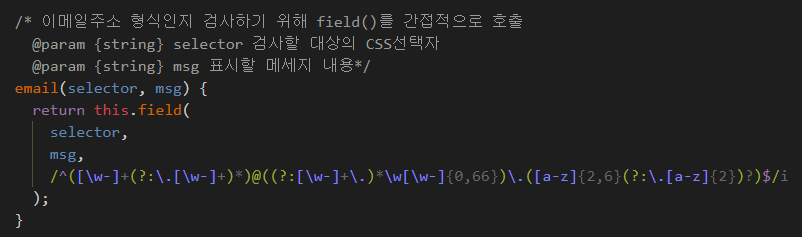 /* 이메일주소 형식인지 검사하기 위해 field()를 간접적으로 호출
@param {string} selector 검사할 대상의 CSS선택자
@param {string} msg 표시할 메세지 내용*/
email(selector, msg) {
return this.field(
selector,
msg,
/^([\w-]+(?:\.[\w-]+)*)@((?:[\w-]+\.)*\w[\w-]{0,66})\.([a-z]{2,6}(?:\.[a-z]{2})?)$/i
);
}